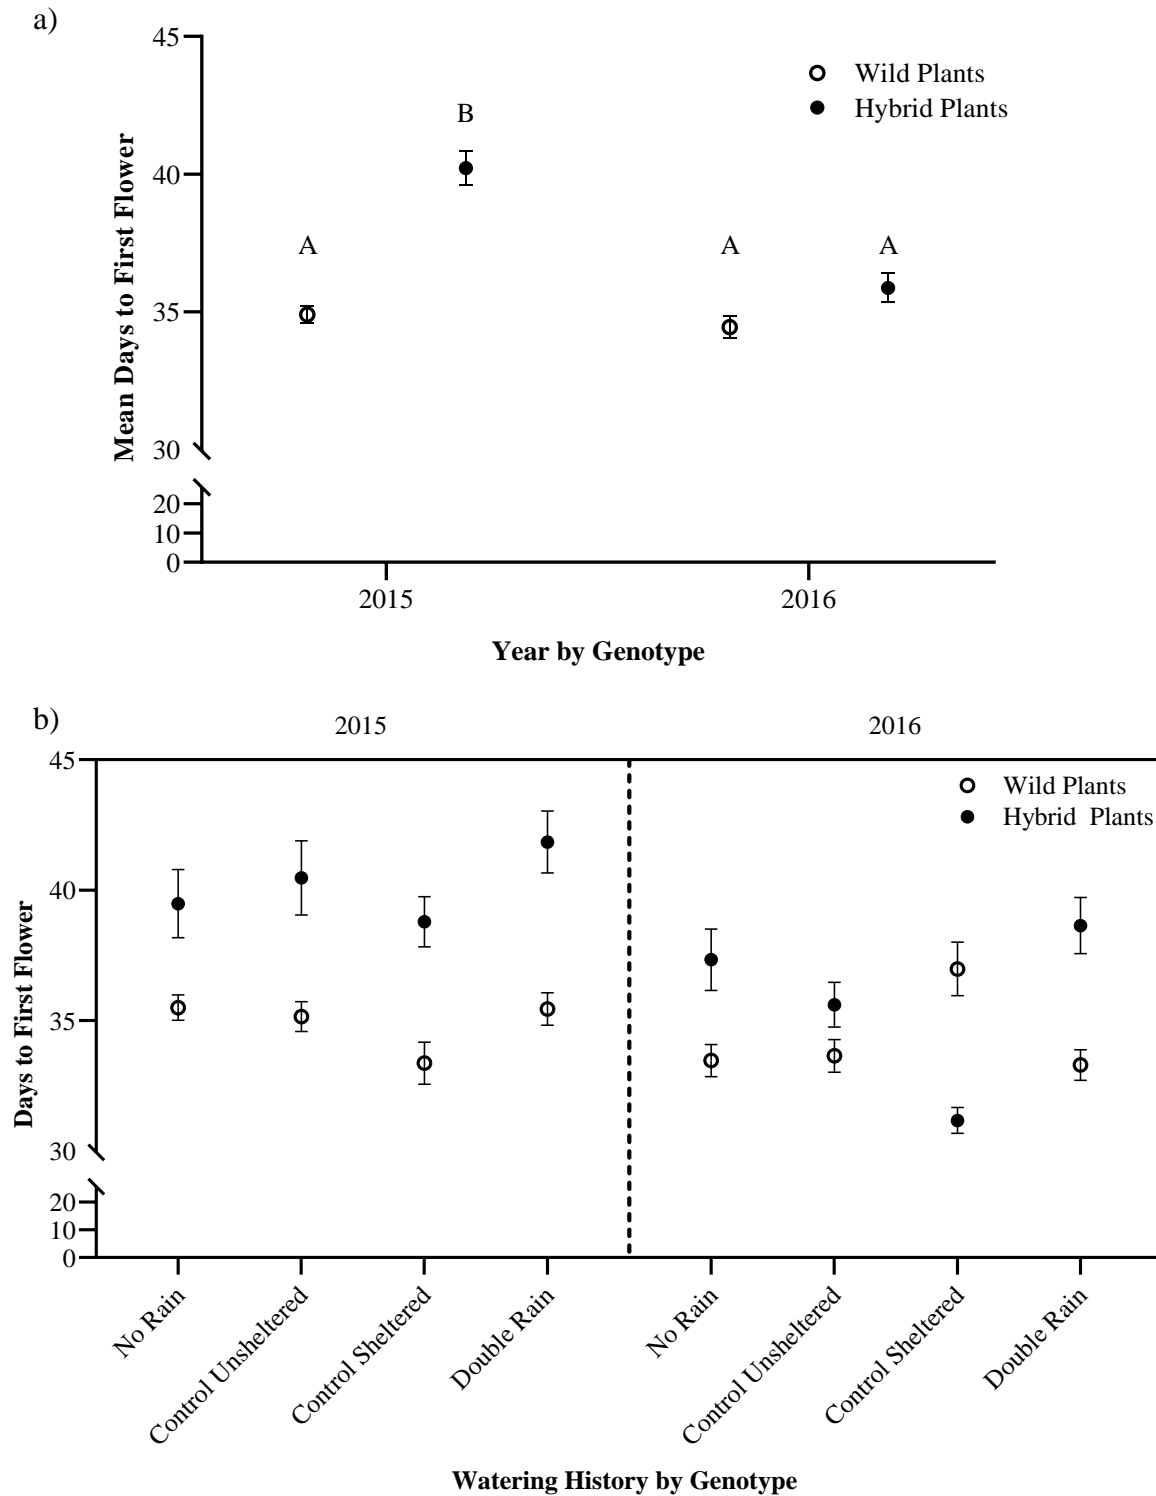 a)
45
40
35
30
20
10
0
Mean Days to First Flower
Wild Plants
Hybrid Plants
A
B
A
A
2015
2016
Year by Genotype
b)
2015
2016
45
40
35
30
20
10
0
Days to First Flower
Wild Plants
Hybrid Plants
No Rain
Control Unsheltered
Control Sheltered
Double Rain
No Rain
Control Unsheltered
Control Sheltered
Double Rain
Watering History by Genotype